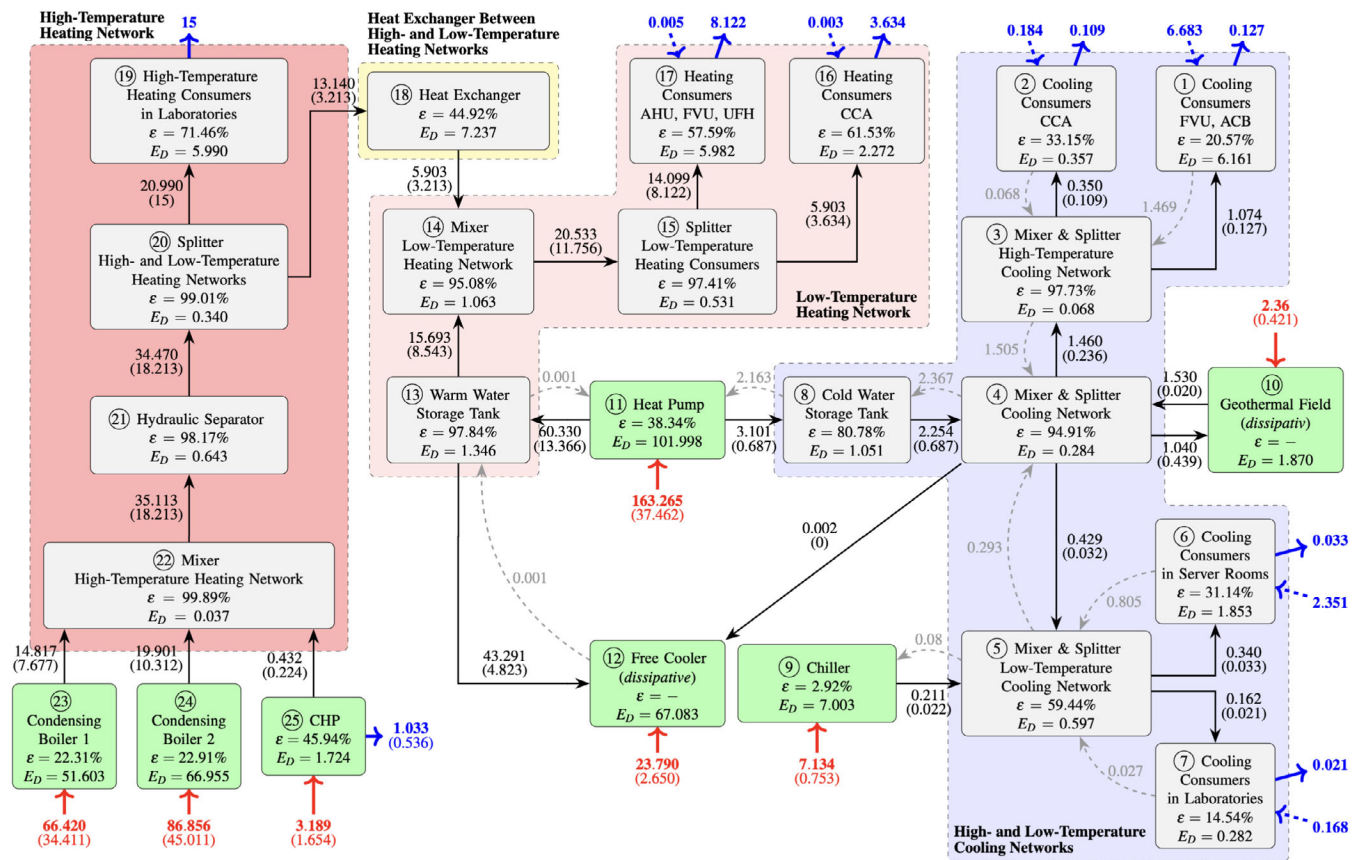 High-Temperature
Heating Network
15
⑲ High-Temperature
Heating Consumers
in Laboratories
ε = 71.46%
E_D = 5.990
13.140
(3.213)
20.990
(15)
⑳ Splitter
High- and Low-Temperature
Heating Networks
ε = 99.01%
E_D = 0.340
34.470
(18.213)
㉑ Hydraulic Separator
ε = 98.17%
E_D = 0.643
35.113
(18.213)
㉒ Mixer
High-Temperature Heating Network
ε = 99.89%
E_D = 0.037
14.817
(7.677)
19.901
(10.312)
0.432
(0.224)
㉓
Condensing
Boiler 1
ε = 22.31%
E_D = 51.603
㉔
Condensing
Boiler 2
ε = 22.91%
E_D = 66.955
㉕ CHP
ε = 45.94%
E_D = 1.724
1.033
(0.536)
66.420
(34.411)
86.856
(45.011)
3.189
(1.654)
Heat Exchanger Between
High- and Low-Temperature
Heating Networks
⑱ Heat Exchanger
ε = 44.92%
E_D = 7.237
5.903
(3.213)
0.005
8.122
0.003
3.634
⑰ Heating
Consumers
AHU, FVU, UFH
ε = 57.59%
E_D = 5.982
⑯ Heating
Consumers
CCA
ε = 61.53%
E_D = 2.272
14.099
(8.122)
5.903
(3.634)
⑭ Mixer
Low-Temperature
Heating Network
ε = 95.08%
E_D = 1.063
20.533
(11.756)
⑮ Splitter
Low-Temperature
Heating Consumers
ε = 97.41%
E_D = 0.531
Low-Temperature
Heating Network
15.693
(8.543)
⑬ Warm Water
Storage Tank
ε = 97.84%
E_D = 1.346
0.001
60.330
(13.366)
⑪ Heat Pump
ε = 38.34%
E_D = 101.998
163.265
(37.462)
2.163
3.101
(0.687)
⑧ Cold Water
Storage Tank
ε = 80.78%
E_D = 1.051
2.367
2.254
(0.687)
0.184
0.109
6.683
0.127
② Cooling
Consumers
CCA
ε = 33.15%
E_D = 0.357
① Cooling
Consumers
FVU, ACB
ε = 20.57%
E_D = 6.161
0.068
0.350
(0.109)
1.469
1.074
(0.127)
③ Mixer & Splitter
High-Temperature
Cooling Network
ε = 97.73%
E_D = 0.068
1.505
1.460
(0.236)
④ Mixer & Splitter
Cooling Network
ε = 94.91%
E_D = 0.284
2.36
(0.421)
1.530
(0.020)
1.040
(0.439)
⑩
Geothermal Field
(dissipativ)
ε = −
E_D = 1.870
0.002
(0)
0.293
0.429
(0.032)
0.001
43.291
(4.823)
⑫ Free Cooler
(dissipative)
ε = −
E_D = 67.083
23.790
(2.650)
⑨ Chiller
ε = 2.92%
E_D = 7.003
7.134
(0.753)
0.08
0.211
(0.022)
⑤ Mixer & Splitter
Low-Temperature
Cooling Network
ε = 59.44%
E_D = 0.597
0.805
0.340
(0.033)
0.162
(0.021)
0.027
⑥ Cooling
Consumers
in Server Rooms
ε = 31.14%
E_D = 1.853
0.033
2.351
⑦ Cooling
Consumers
in Laboratories
ε = 14.54%
E_D = 0.282
0.021
0.168
High- and Low-Temperature
Cooling Networks